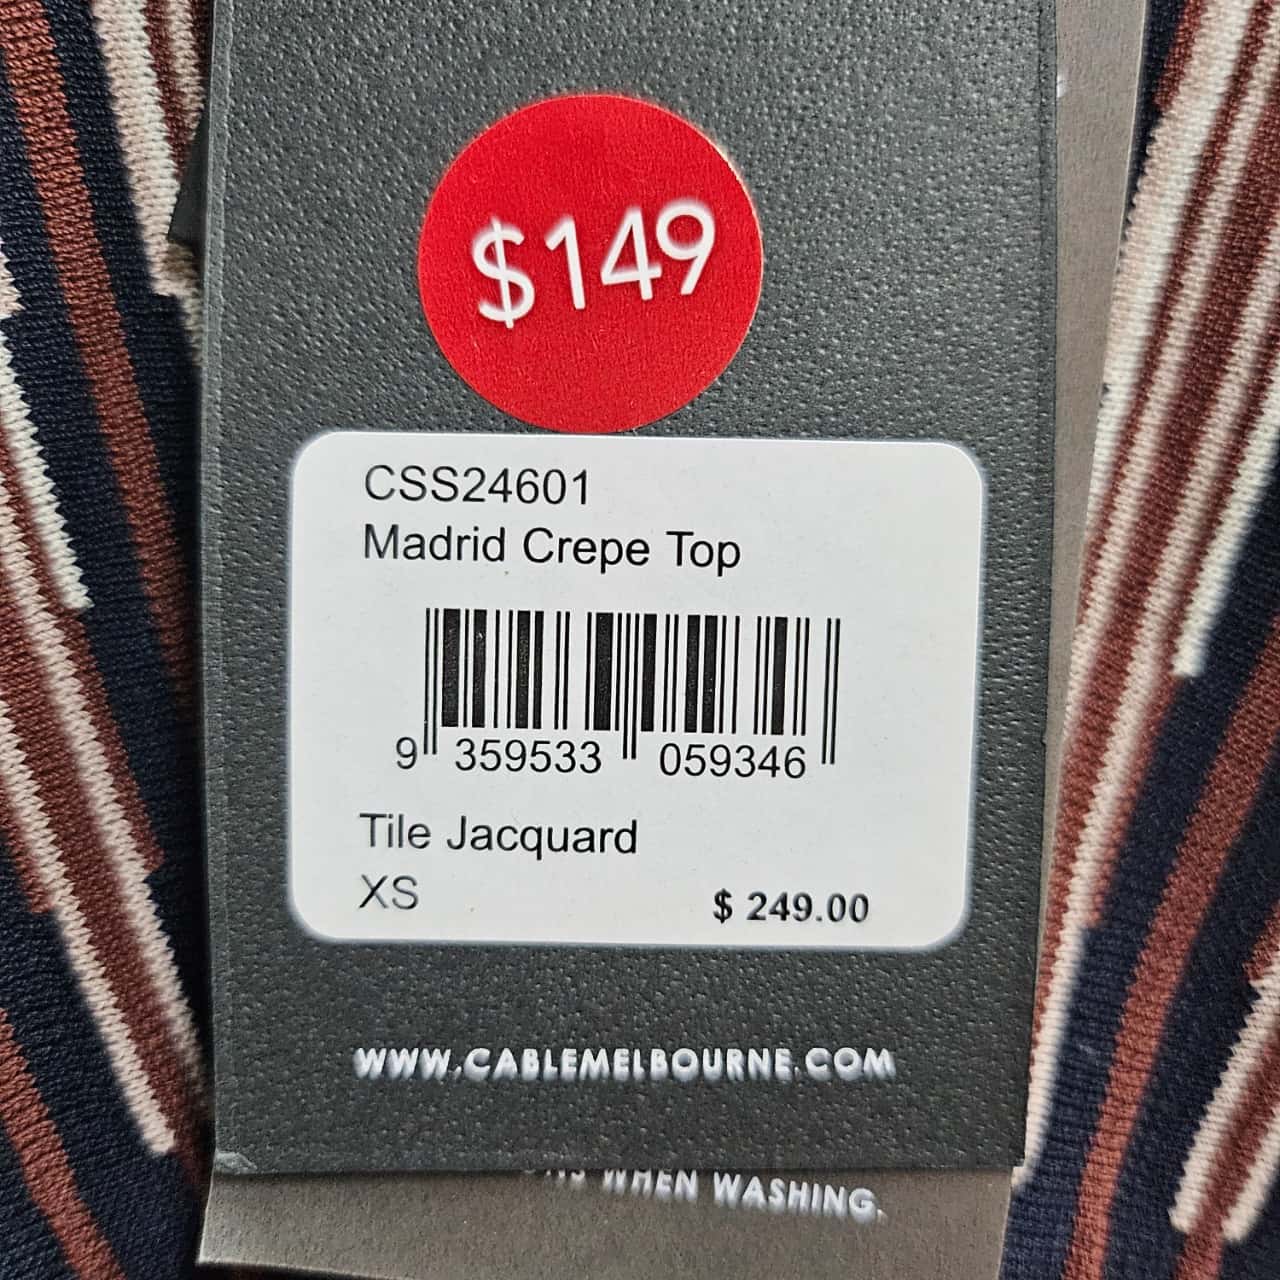 $149
CSS24601
Madrid Crepe Top
9 359533 059346
Tile Jacquard
XS $ 249.00
WWW.CABLEMELBOURNE.COM
WHEN WASHING.